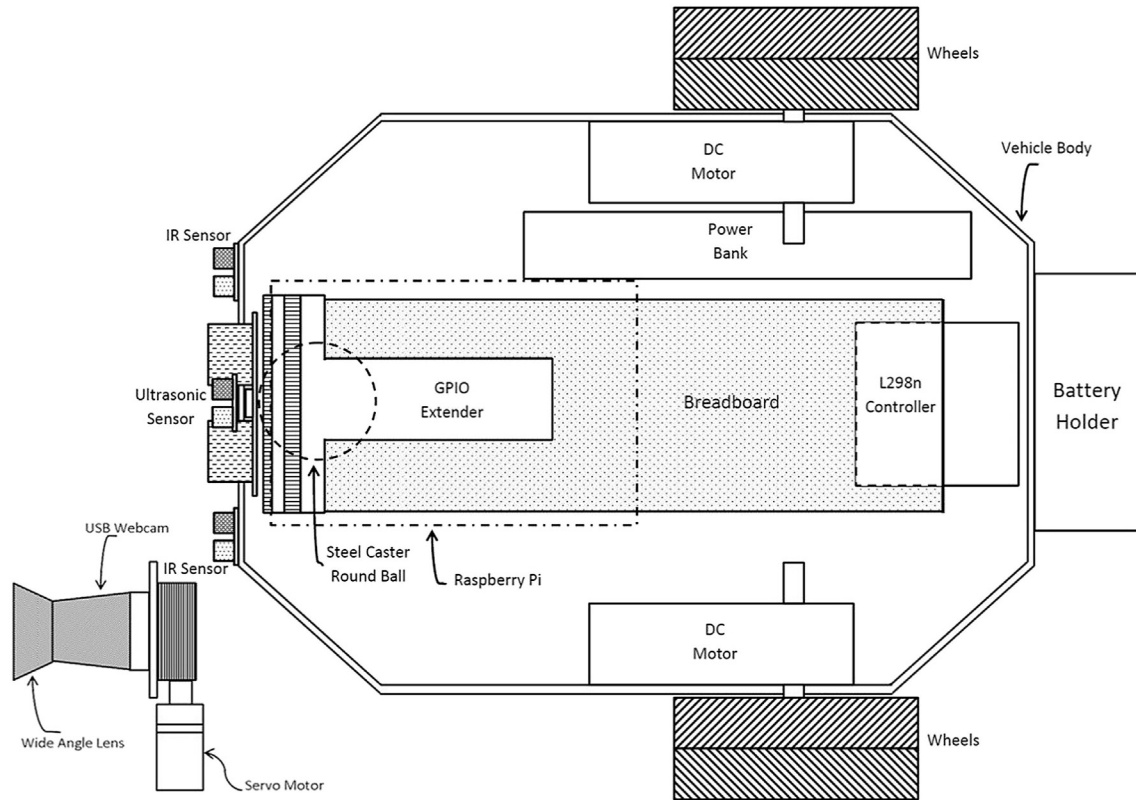 Wheels
DC
Motor
Vehicle Body
Power
Bank
IR Sensor
GPIO
Extender
Ultrasonic
Sensor
Breadboard
L298n
Controller
Battery
Holder
USB Webcam
IR Sensor
Steel Caster
Round Ball
Raspberry Pi
DC
Motor
Wide Angle Lens
Servo Motor
Wheels